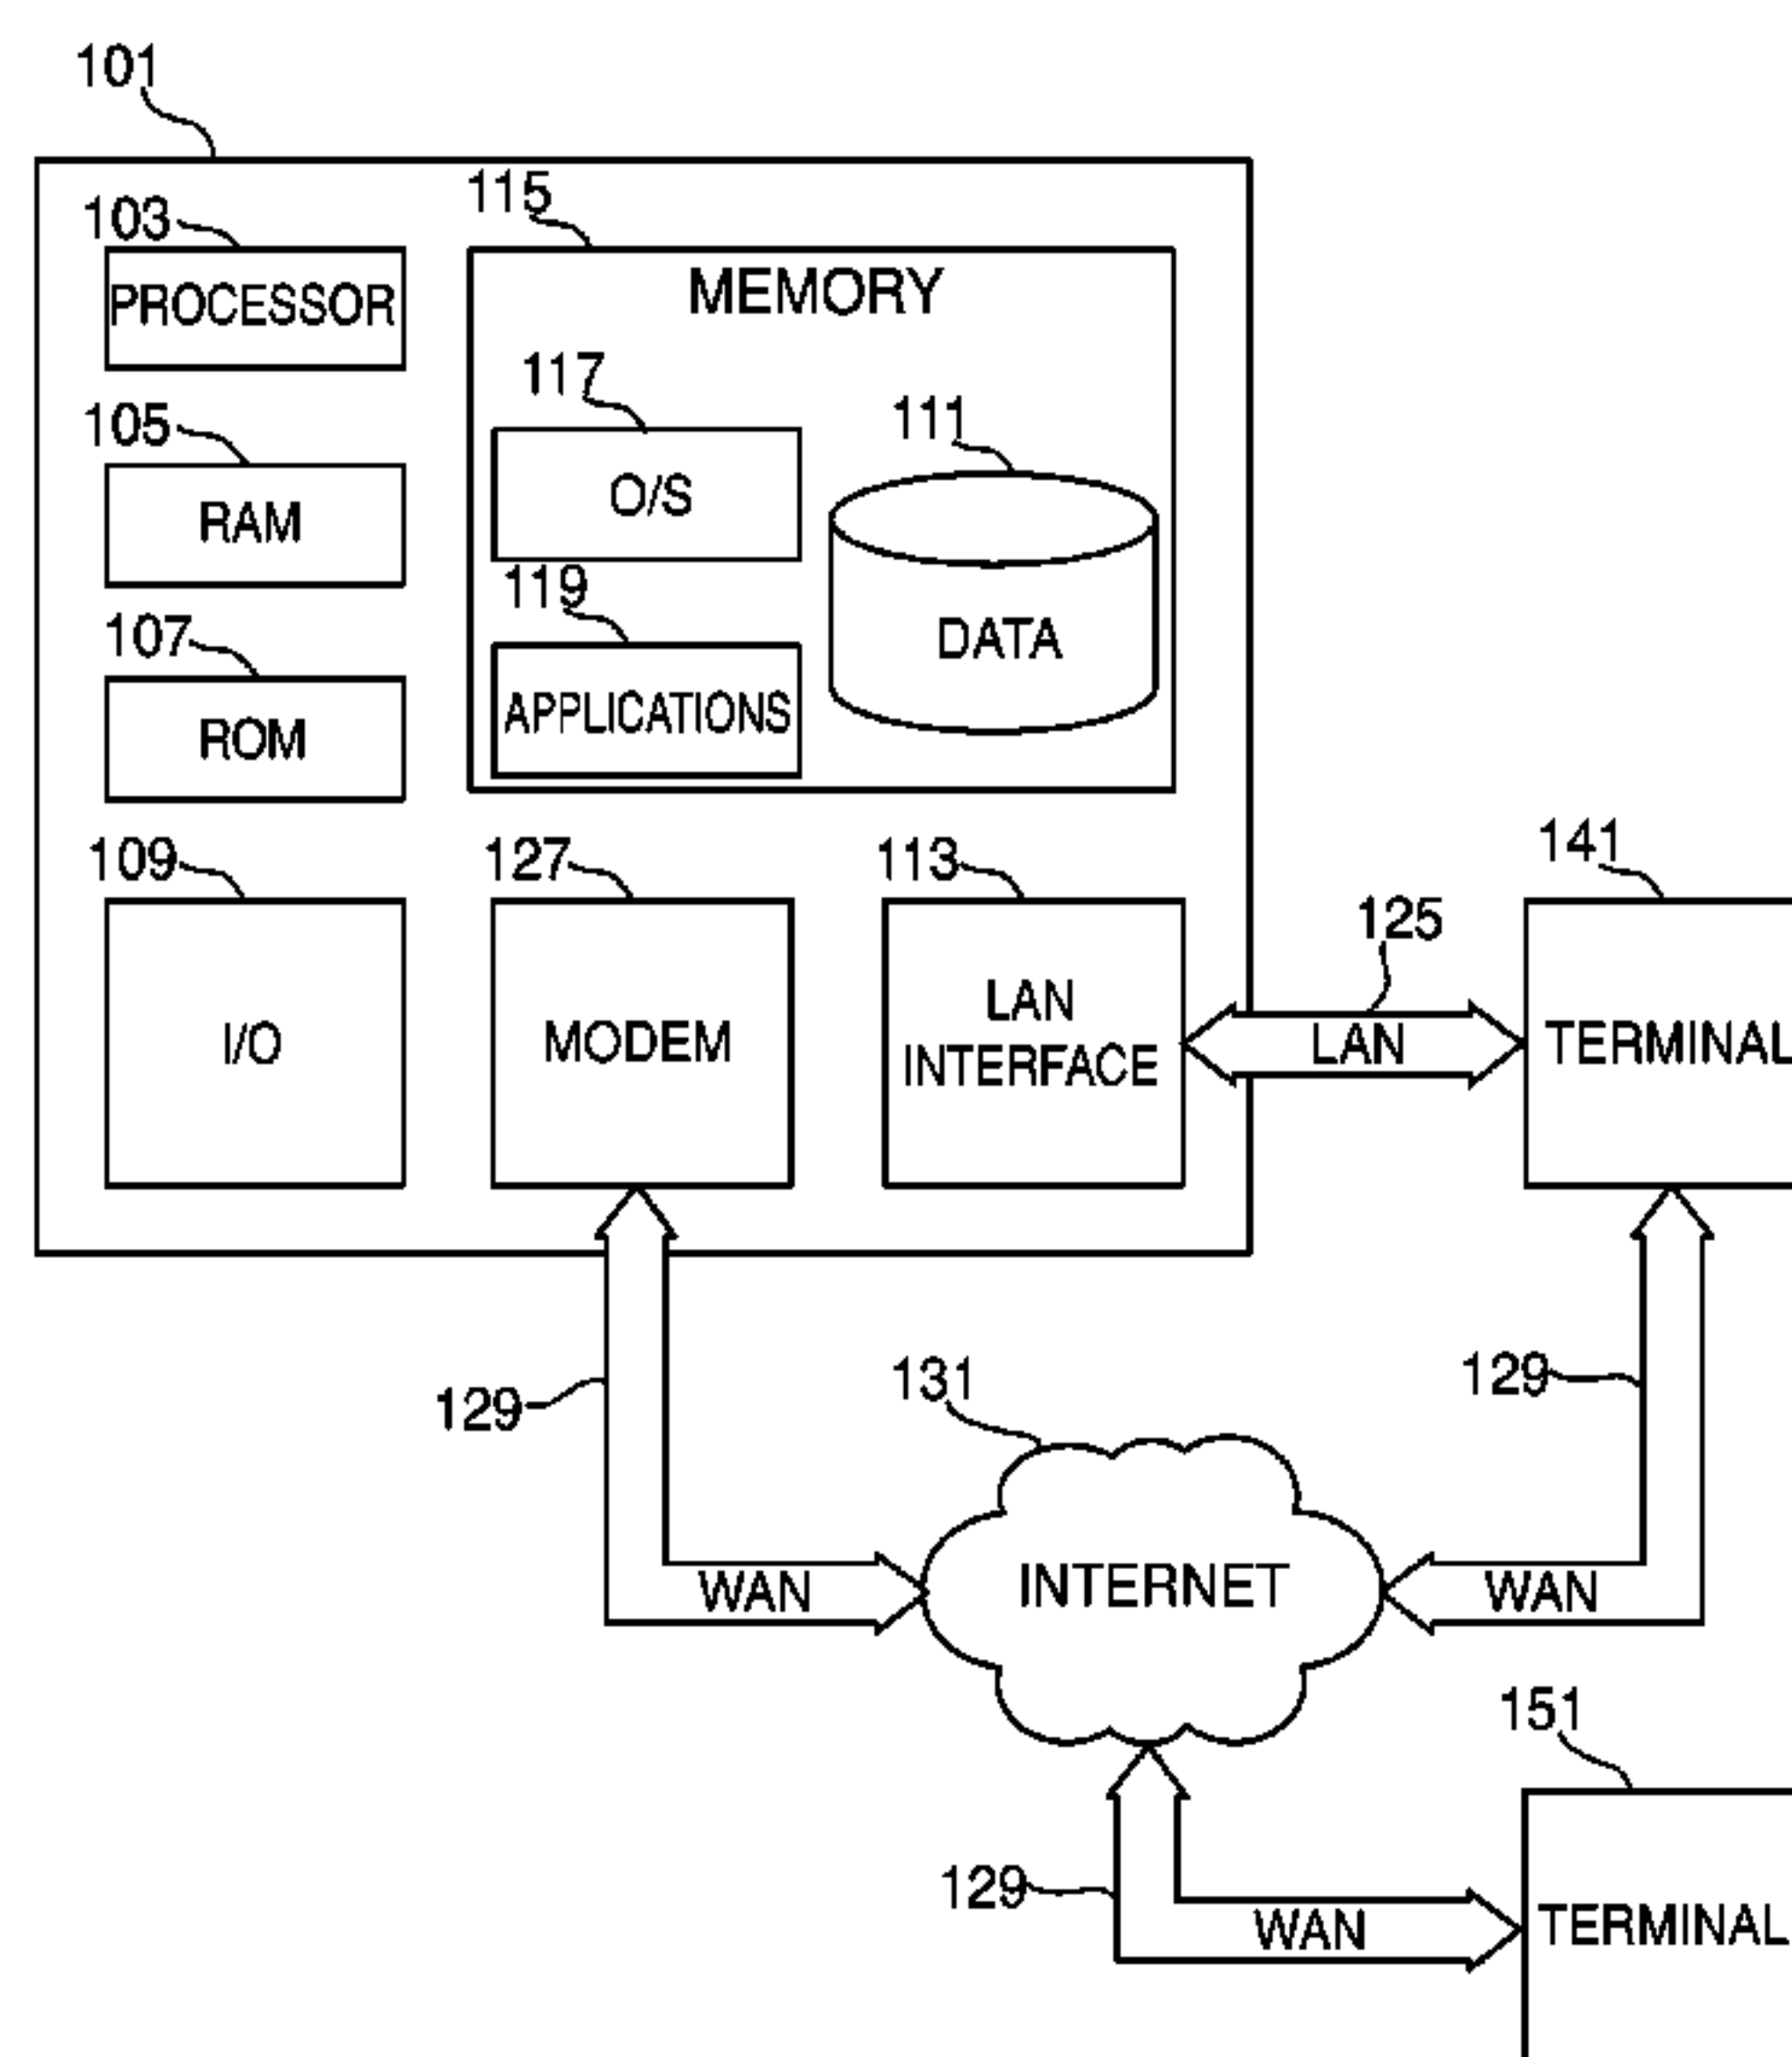 101
103
115
PROCESSOR
MEMORY
117
111
105
O/S
RAM
119
DATA
107
APPLICATIONS
ROM
109
127
113
141
125
I/O
MODEM
LAN
INTERFACE
LAN
TERMINAL
129
131
129
INTERNET
WAN
WAN
151
129
WAN
TERMINAL